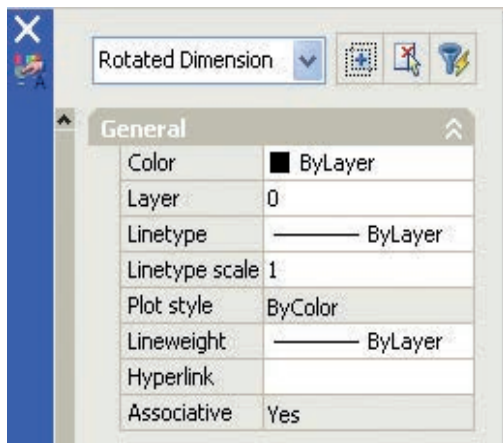 Rotated Dimension
General
Color ByLayer
Layer 0
Linetype ByLayer
Linetype scale 1
Plot style ByColor
Lineweight ByLayer
Hyperlink
Associative Yes